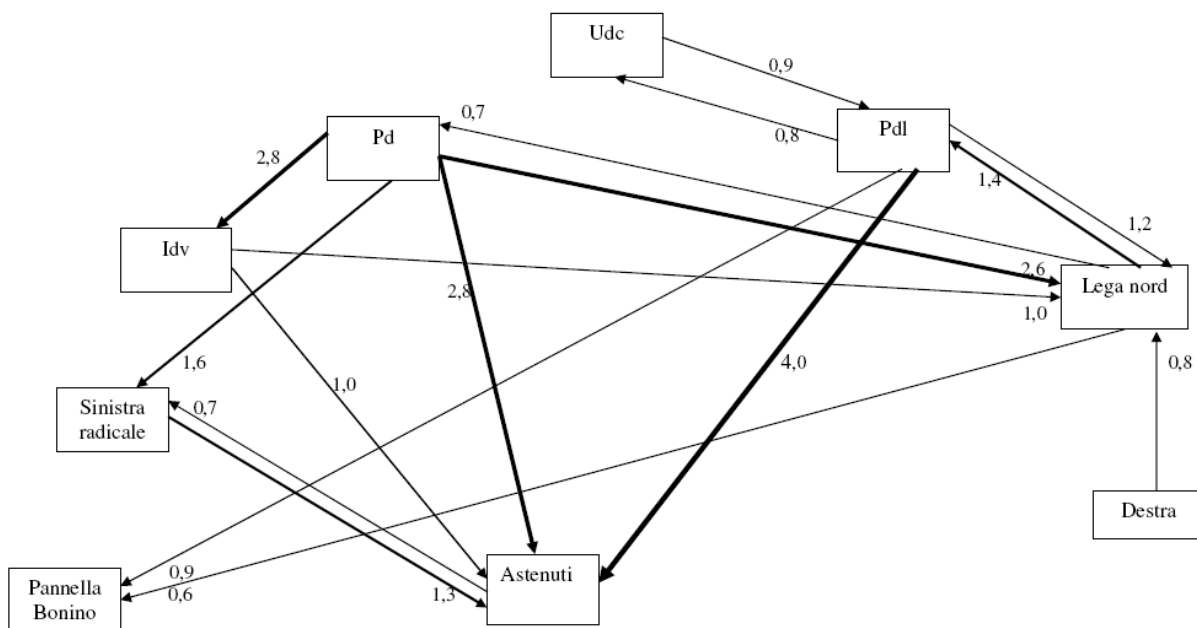 Udc
0,9
0,8
Pdl
0,7
Pd
2,8
1,4
1,2
Idv
2,8
2,6
Lega nord
1,0
1,6
1,0
4,0
0,8
Sinistra
radicale
0,7
Destra
Astenuti
0,9
0,6
1,3
Pannella
Bonino